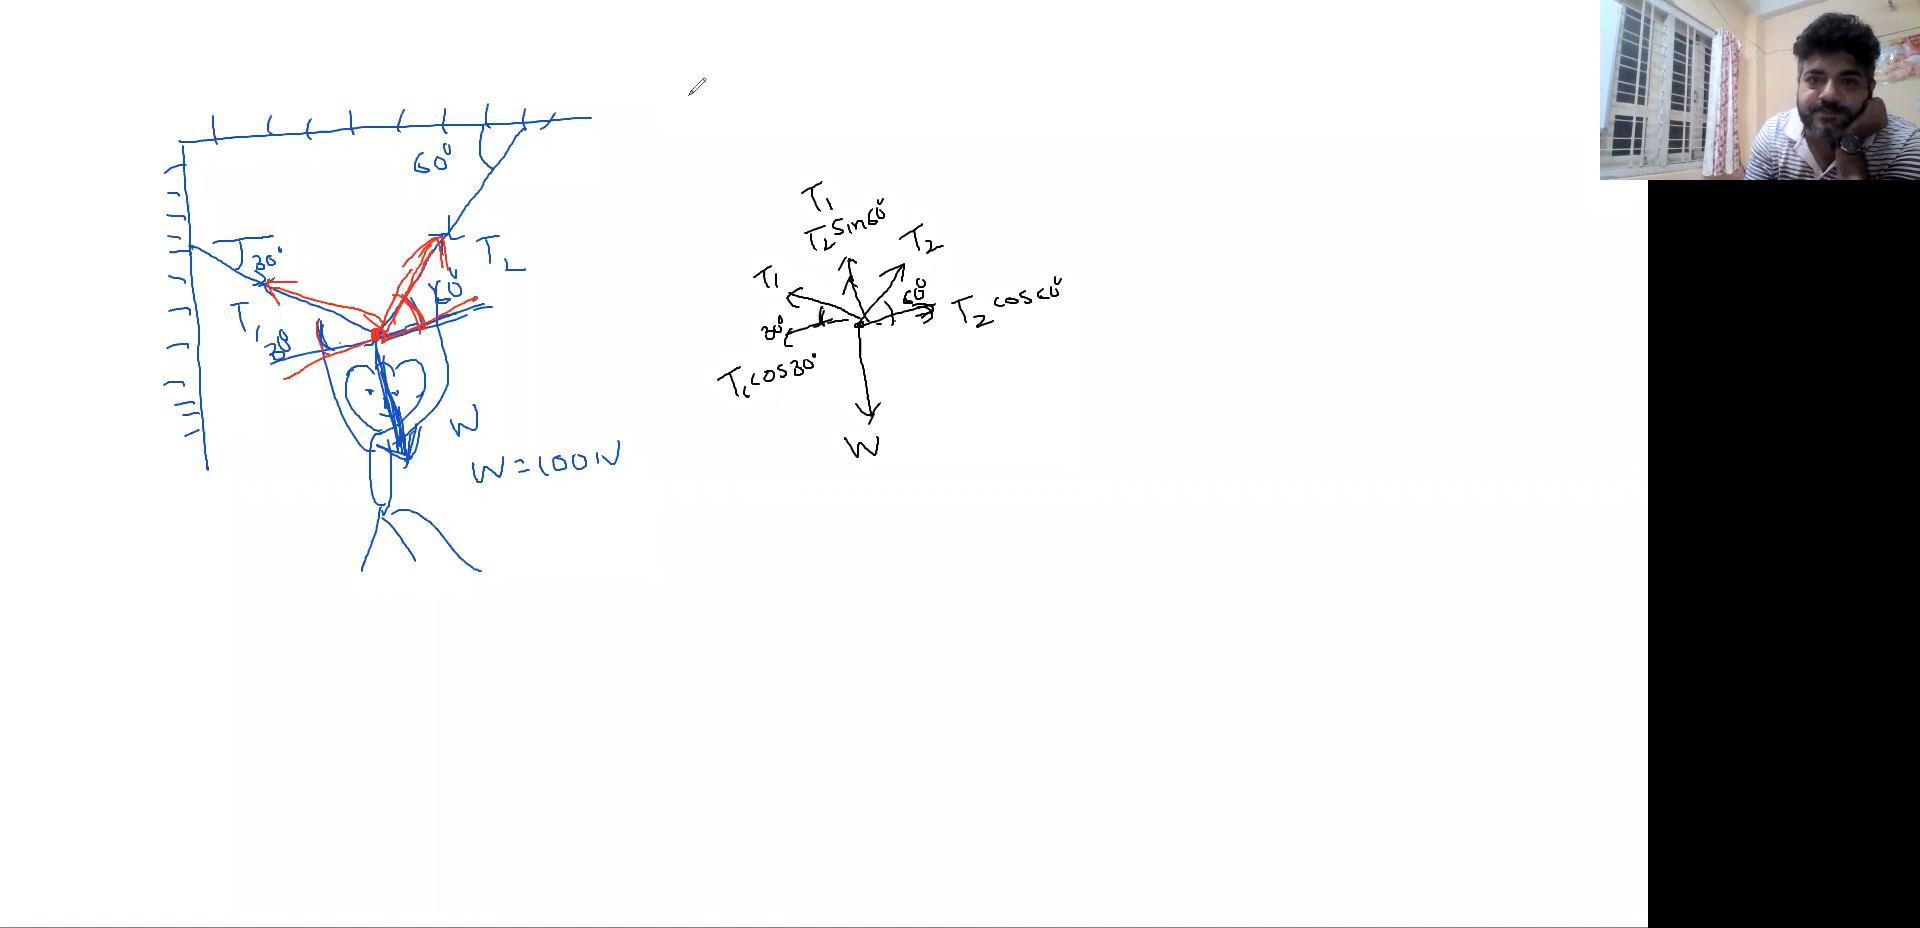 60°
30°
T₂
60°
T₁
30°
W
W = 100N
T₁
T₂ sin60°
T₂
T₁
60°
30°
T₂ cos60°
T₁ cos30°
W